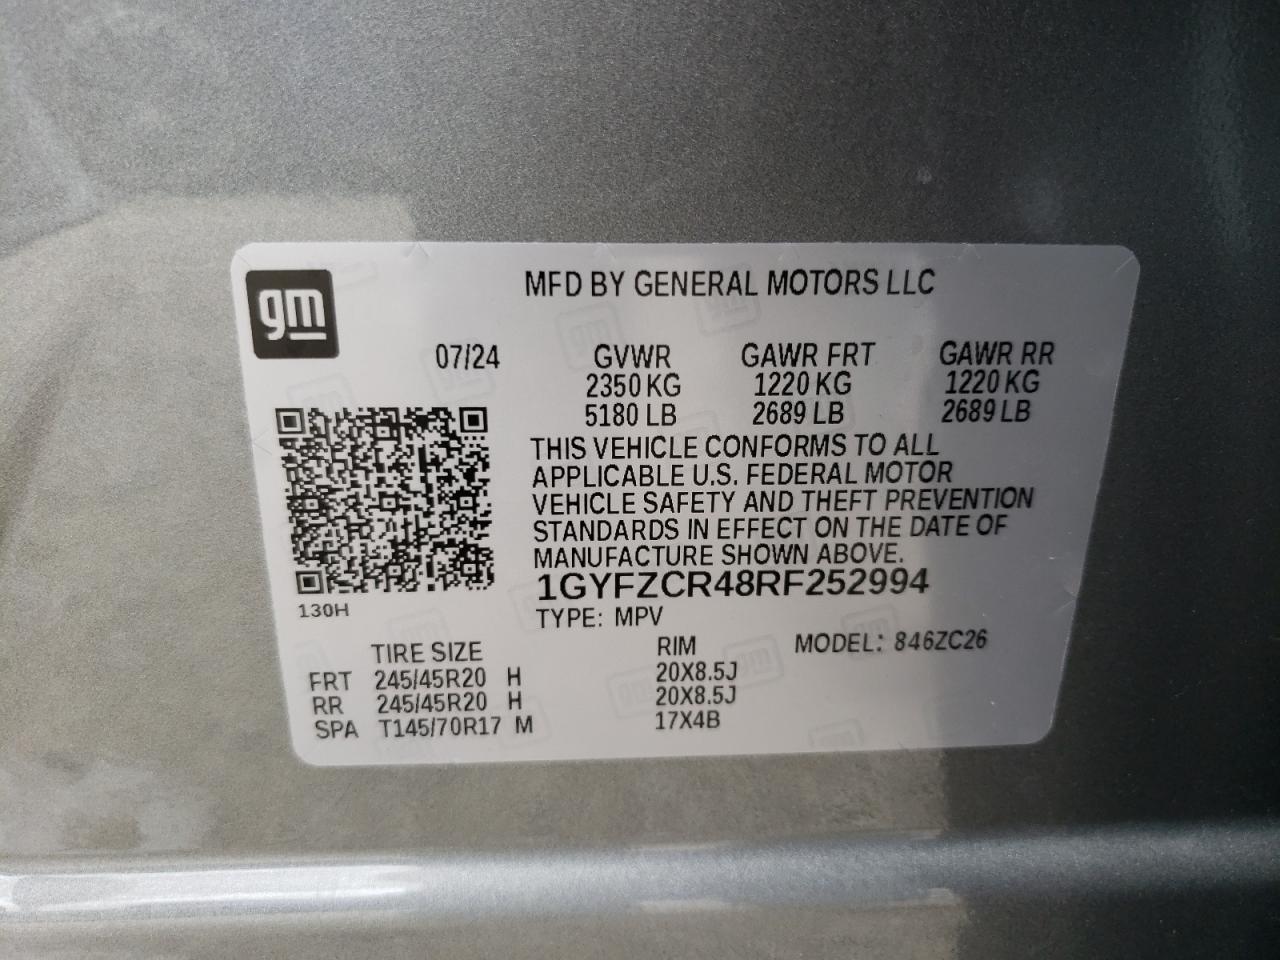 gm
MFD BY GENERAL MOTORS LLC
07/24 GVWR GAWR FRT GAWR RR
2350 KG 1220 KG 1220 KG
5180 LB 2689 LB 2689 LB
THIS VEHICLE CONFORMS TO ALL
APPLICABLE U.S. FEDERAL MOTOR
VEHICLE SAFETY AND THEFT PREVENTION
STANDARDS IN EFFECT ON THE DATE OF
MANUFACTURE SHOWN ABOVE.
1GYFZCR48RF252994
130H
TYPE: MPV MODEL: 846ZC26
TIRE SIZE RIM
FRT 245/45R20 H 20X8.5J
RR 245/45R20 H 20X8.5J
SPA T145/70R17 M 17X4B